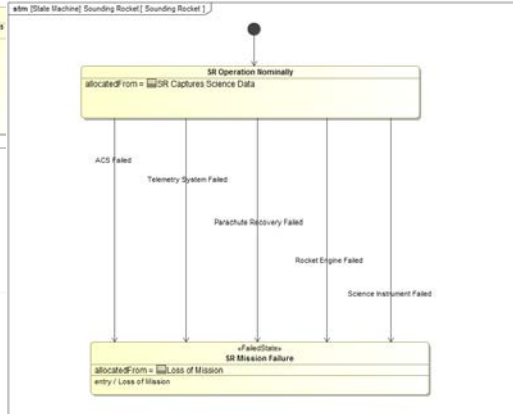 stm [State Machine] Sounding Rocket[ Sounding Rocket ]
SR Operation Nominally
allocatedFrom = SR Captures Science Data
ACS Failed
Telemetry System Failed
Parachute Recovery Failed
Rocket Engine Failed
Science Instrument Failed
«FailedState»
SR Mission Failure
allocatedFrom = Loss of Mission
entry / Loss of Mission